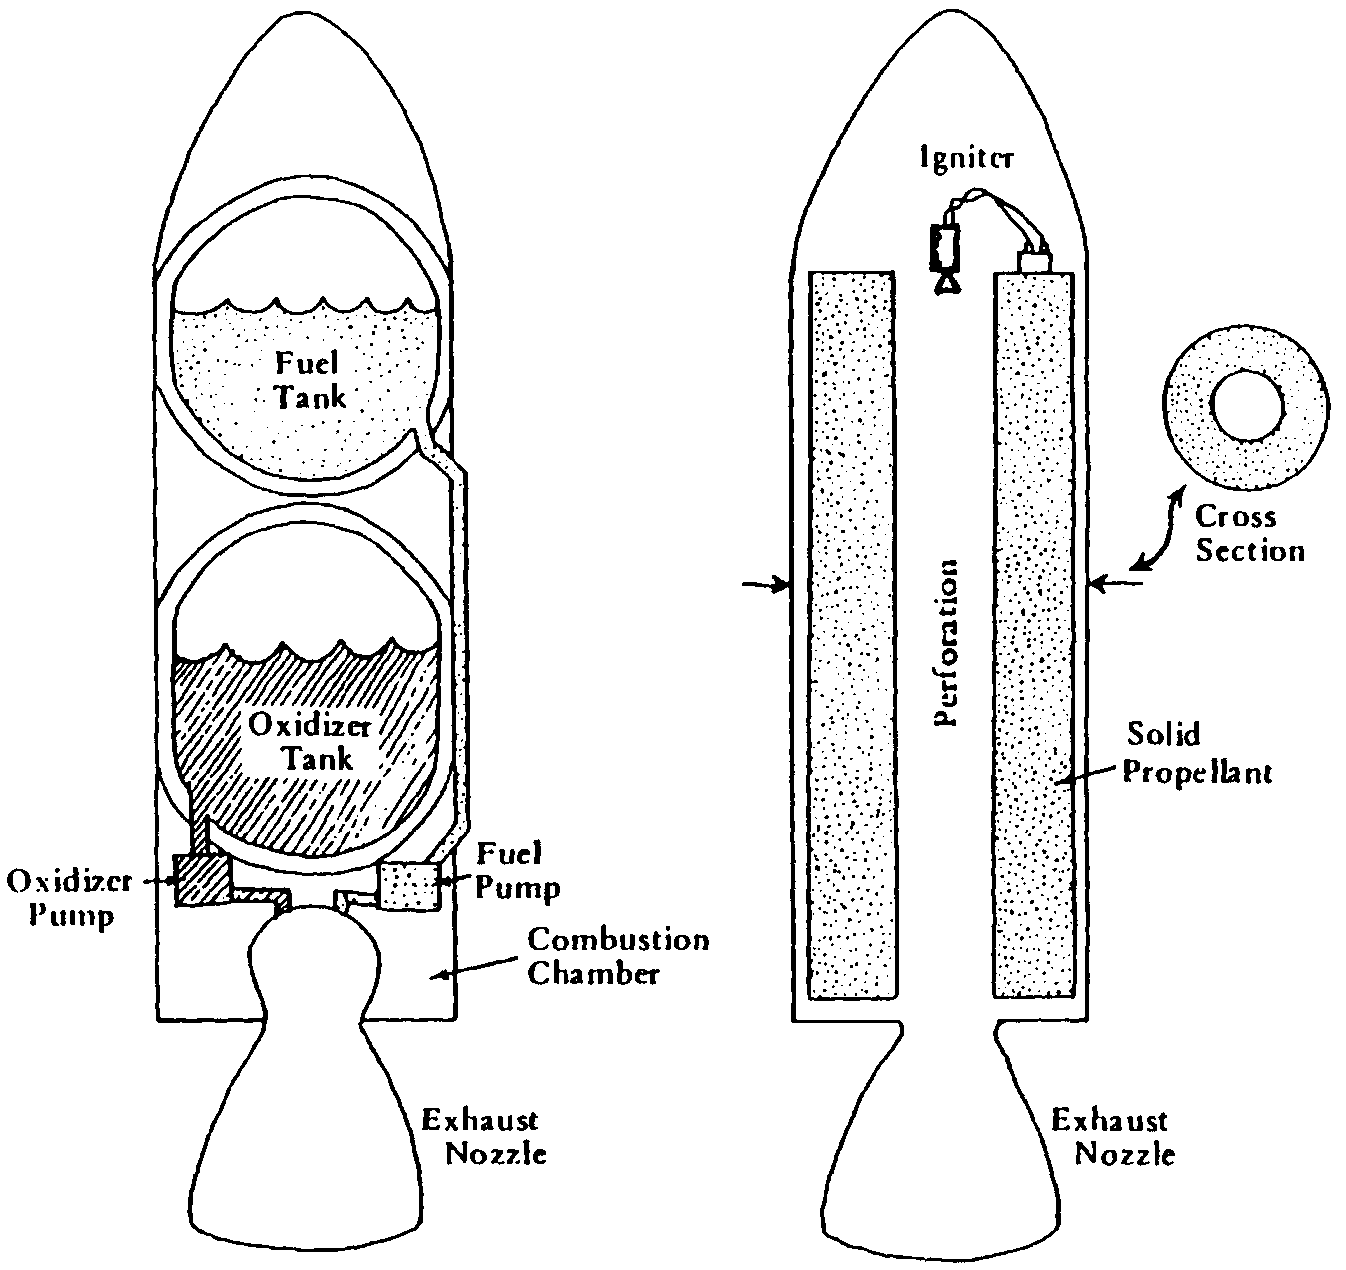 Fuel
Tank
Oxidizer
Tank
Oxidizer
Pump
Fuel
Pump
Combustion
Chamber
Exhaust
Nozzle
Igniter
Perforation
Cross
Section
Solid
Propellant
Exhaust
Nozzle